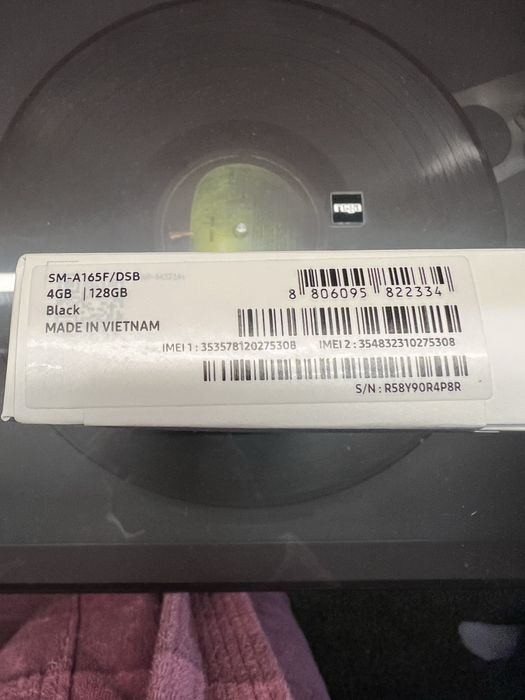 rega
SM-A165F/DSB
4GB | 128GB
Black
MADE IN VIETNAM
8 806095 822334
IMEI 1 : 353578120275308 IMEI 2 : 354832310275308
S/N : R58Y90R4P8R